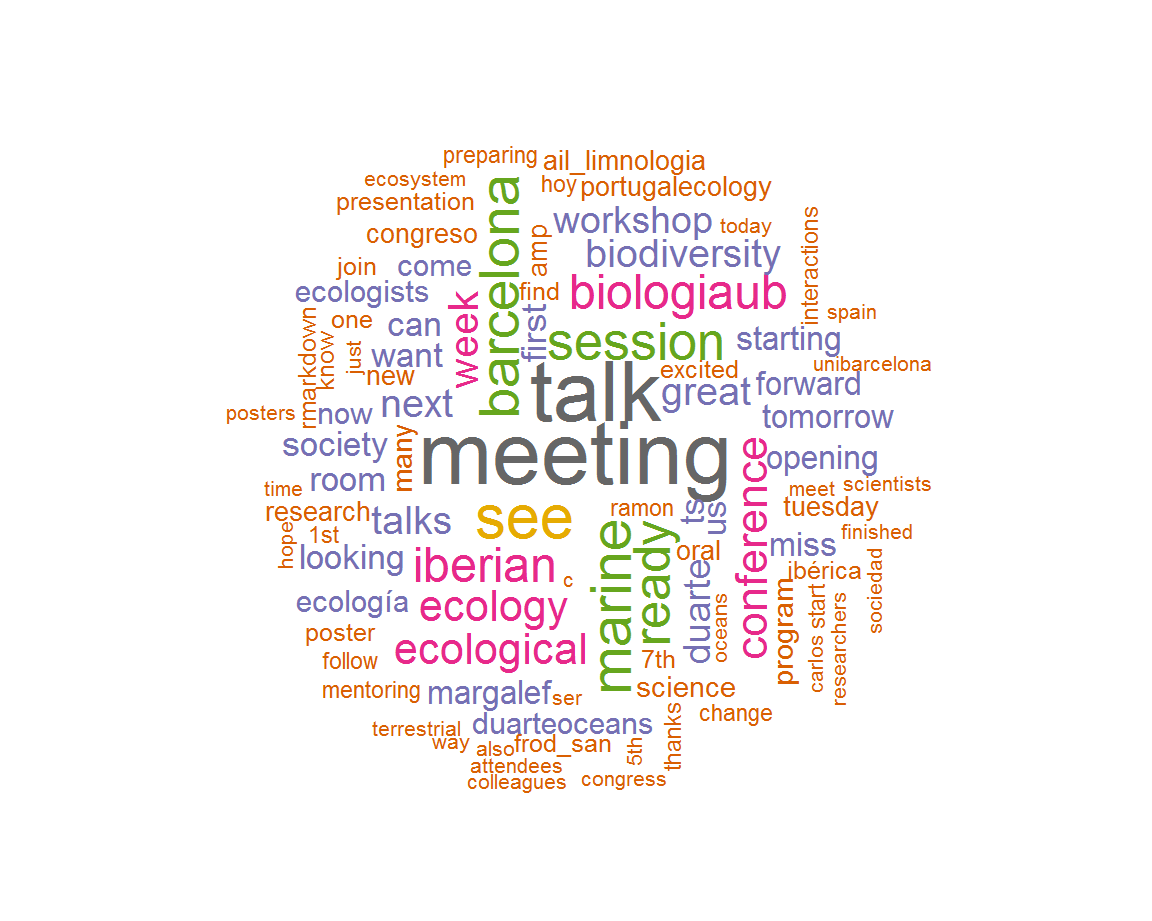 preparing
ail_limnologia
ecosystem
hoy
portugalecology
presentation
barcelona
workshop
today
interactions
congreso
amp
biodiversity
join
come
ecologists
week
find
biologiaub
spain
rmarkdown
one
can
first
session
starting
know
just
want
new
talk
excited
great
forward
unibarcelona
posters
now
next
tomorrow
society
many
meeting
conference
opening
room
time
meet
scientists
research
talks
see
ramon
ts
us
tuesday
hope
1st
looking
iberian
c
marine
ready
oral
duarte
miss
finished
ibérica
sociedad
ecología
ecology
oceans
program
carlos
start
researchers
poster
ecological
follow
7th
mentoring
margalef
ser
science
change
terrestrial
duarteoceans
way
also
frod_san
5th
thanks
attendees
colleagues
congress